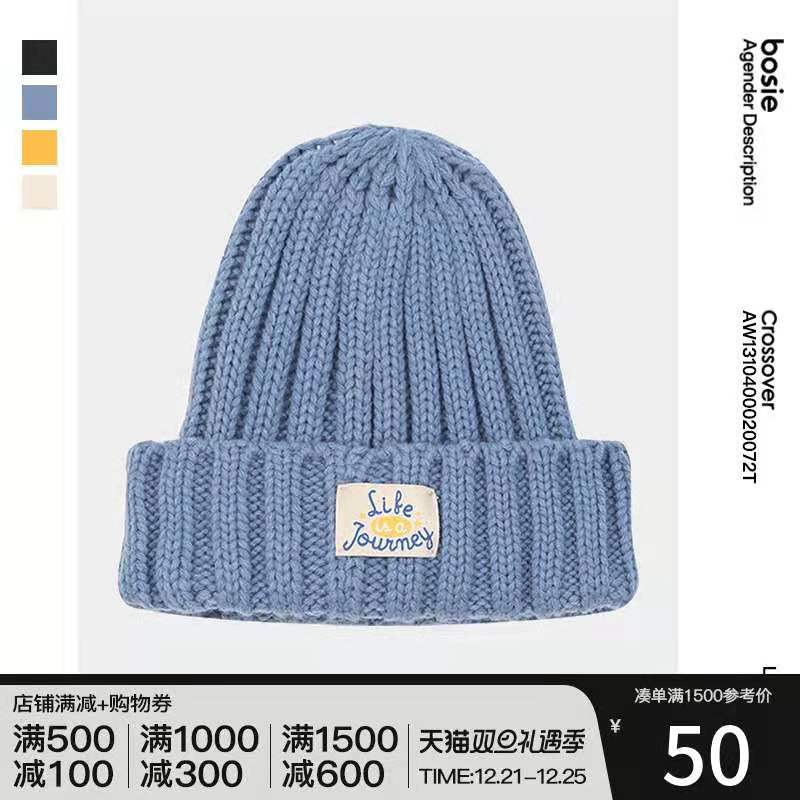 bosie
Agender Description
Crossover
AW131040002​0072T
Life
is a
Journey
店铺满减+购物券
满500
减100
满1000
减300
满1500
减600
天猫双旦礼遇季
TIME:12.21-12.25
凑单满1500参考价
¥
50